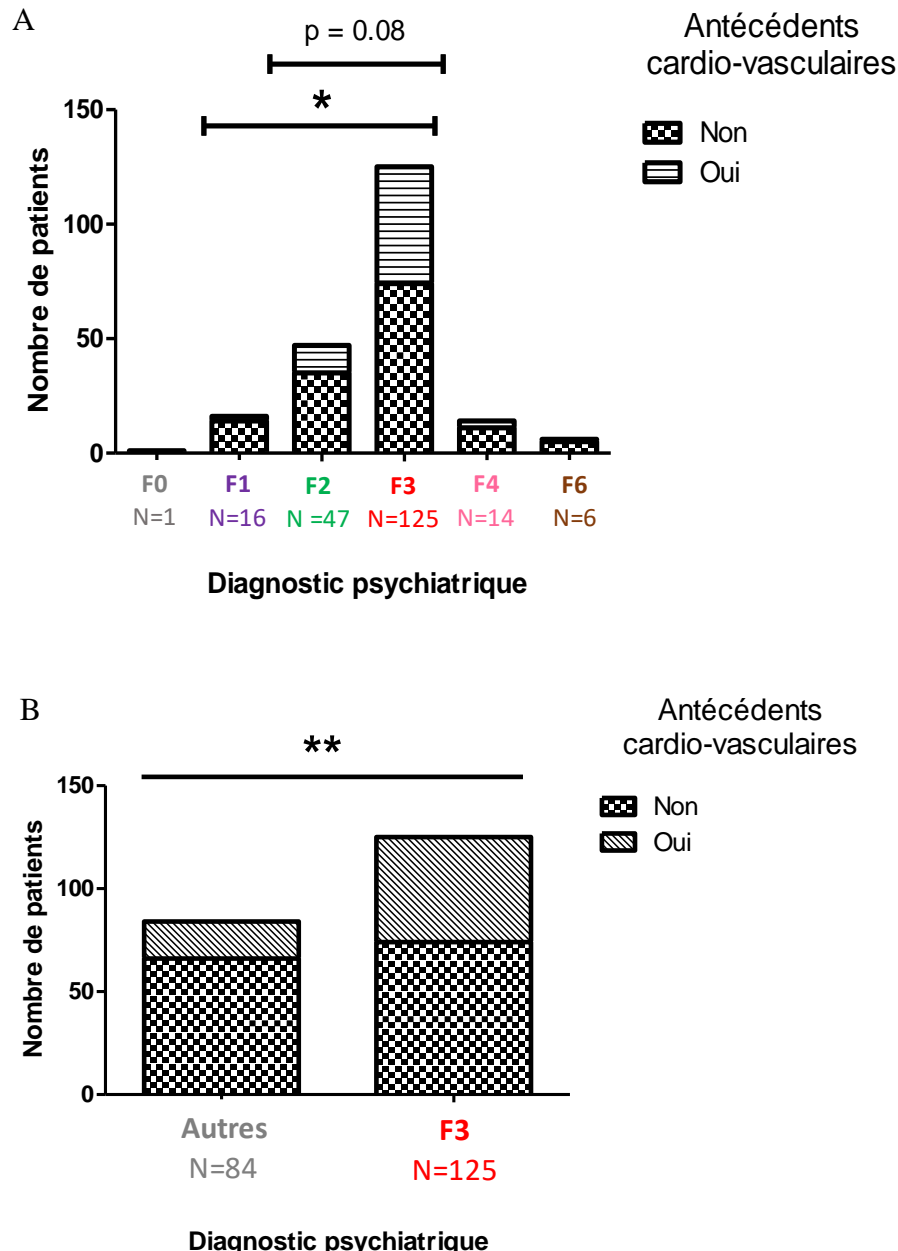 A
p = 0.08
*
Antécédents
cardio-vasculaires
Non
Oui
150
100
50
0
Nombre de patients
F0 F1 F2 F3 F4 F6
N=1 N=16 N =47 N=125 N=14 N=6
Diagnostic psychiatrique
B
**
Antécédents
cardio-vasculaires
Non
Oui
150
100
50
0
Nombre de patients
Autres F3
N=84 N=125
Diagnostic psychiatrique